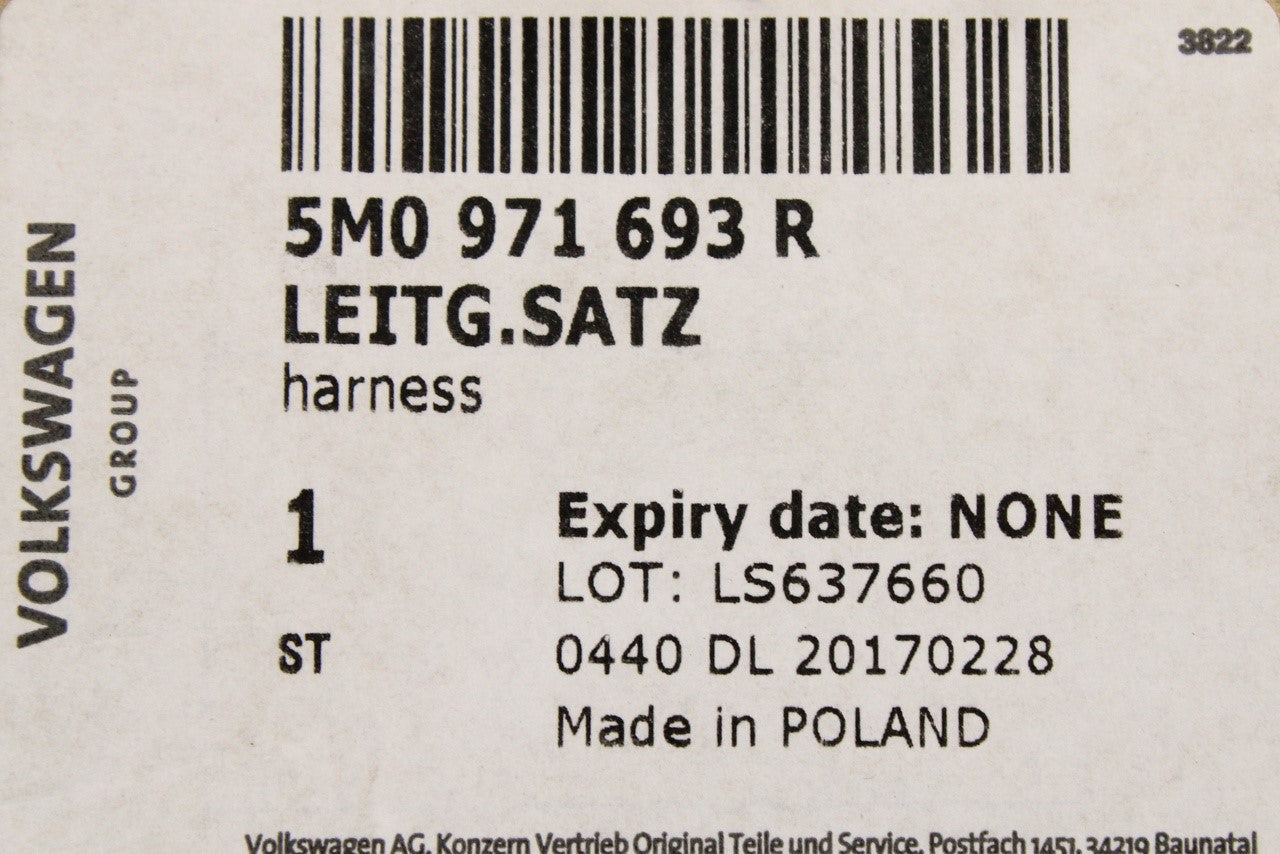 3822
5M0 971 693 R
LEITG.SATZ
harness
VOLKSWAGEN
GROUP
1
Expiry date: NONE
LOT: LS637660
ST
0440 DL 20170228
Made in POLAND
Volkswagen AG, Konzern Vertrieb Original Teile und Service, Postfach 1451, 34219 Baunatal